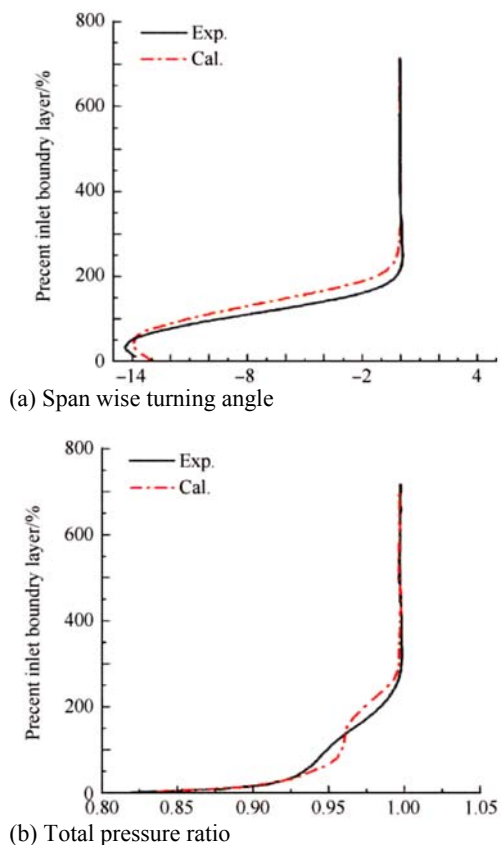 800
Exp.
Cal.
600
Precent inlet boundry layer/%
400
200
0
−14
−8
−2
4
(a) Span wise turning angle
800
Exp.
Cal.
600
Precent inlet boundry layer/%
400
200
0
0.80
0.85
0.90
0.95
1.00
1.05
(b) Total pressure ratio